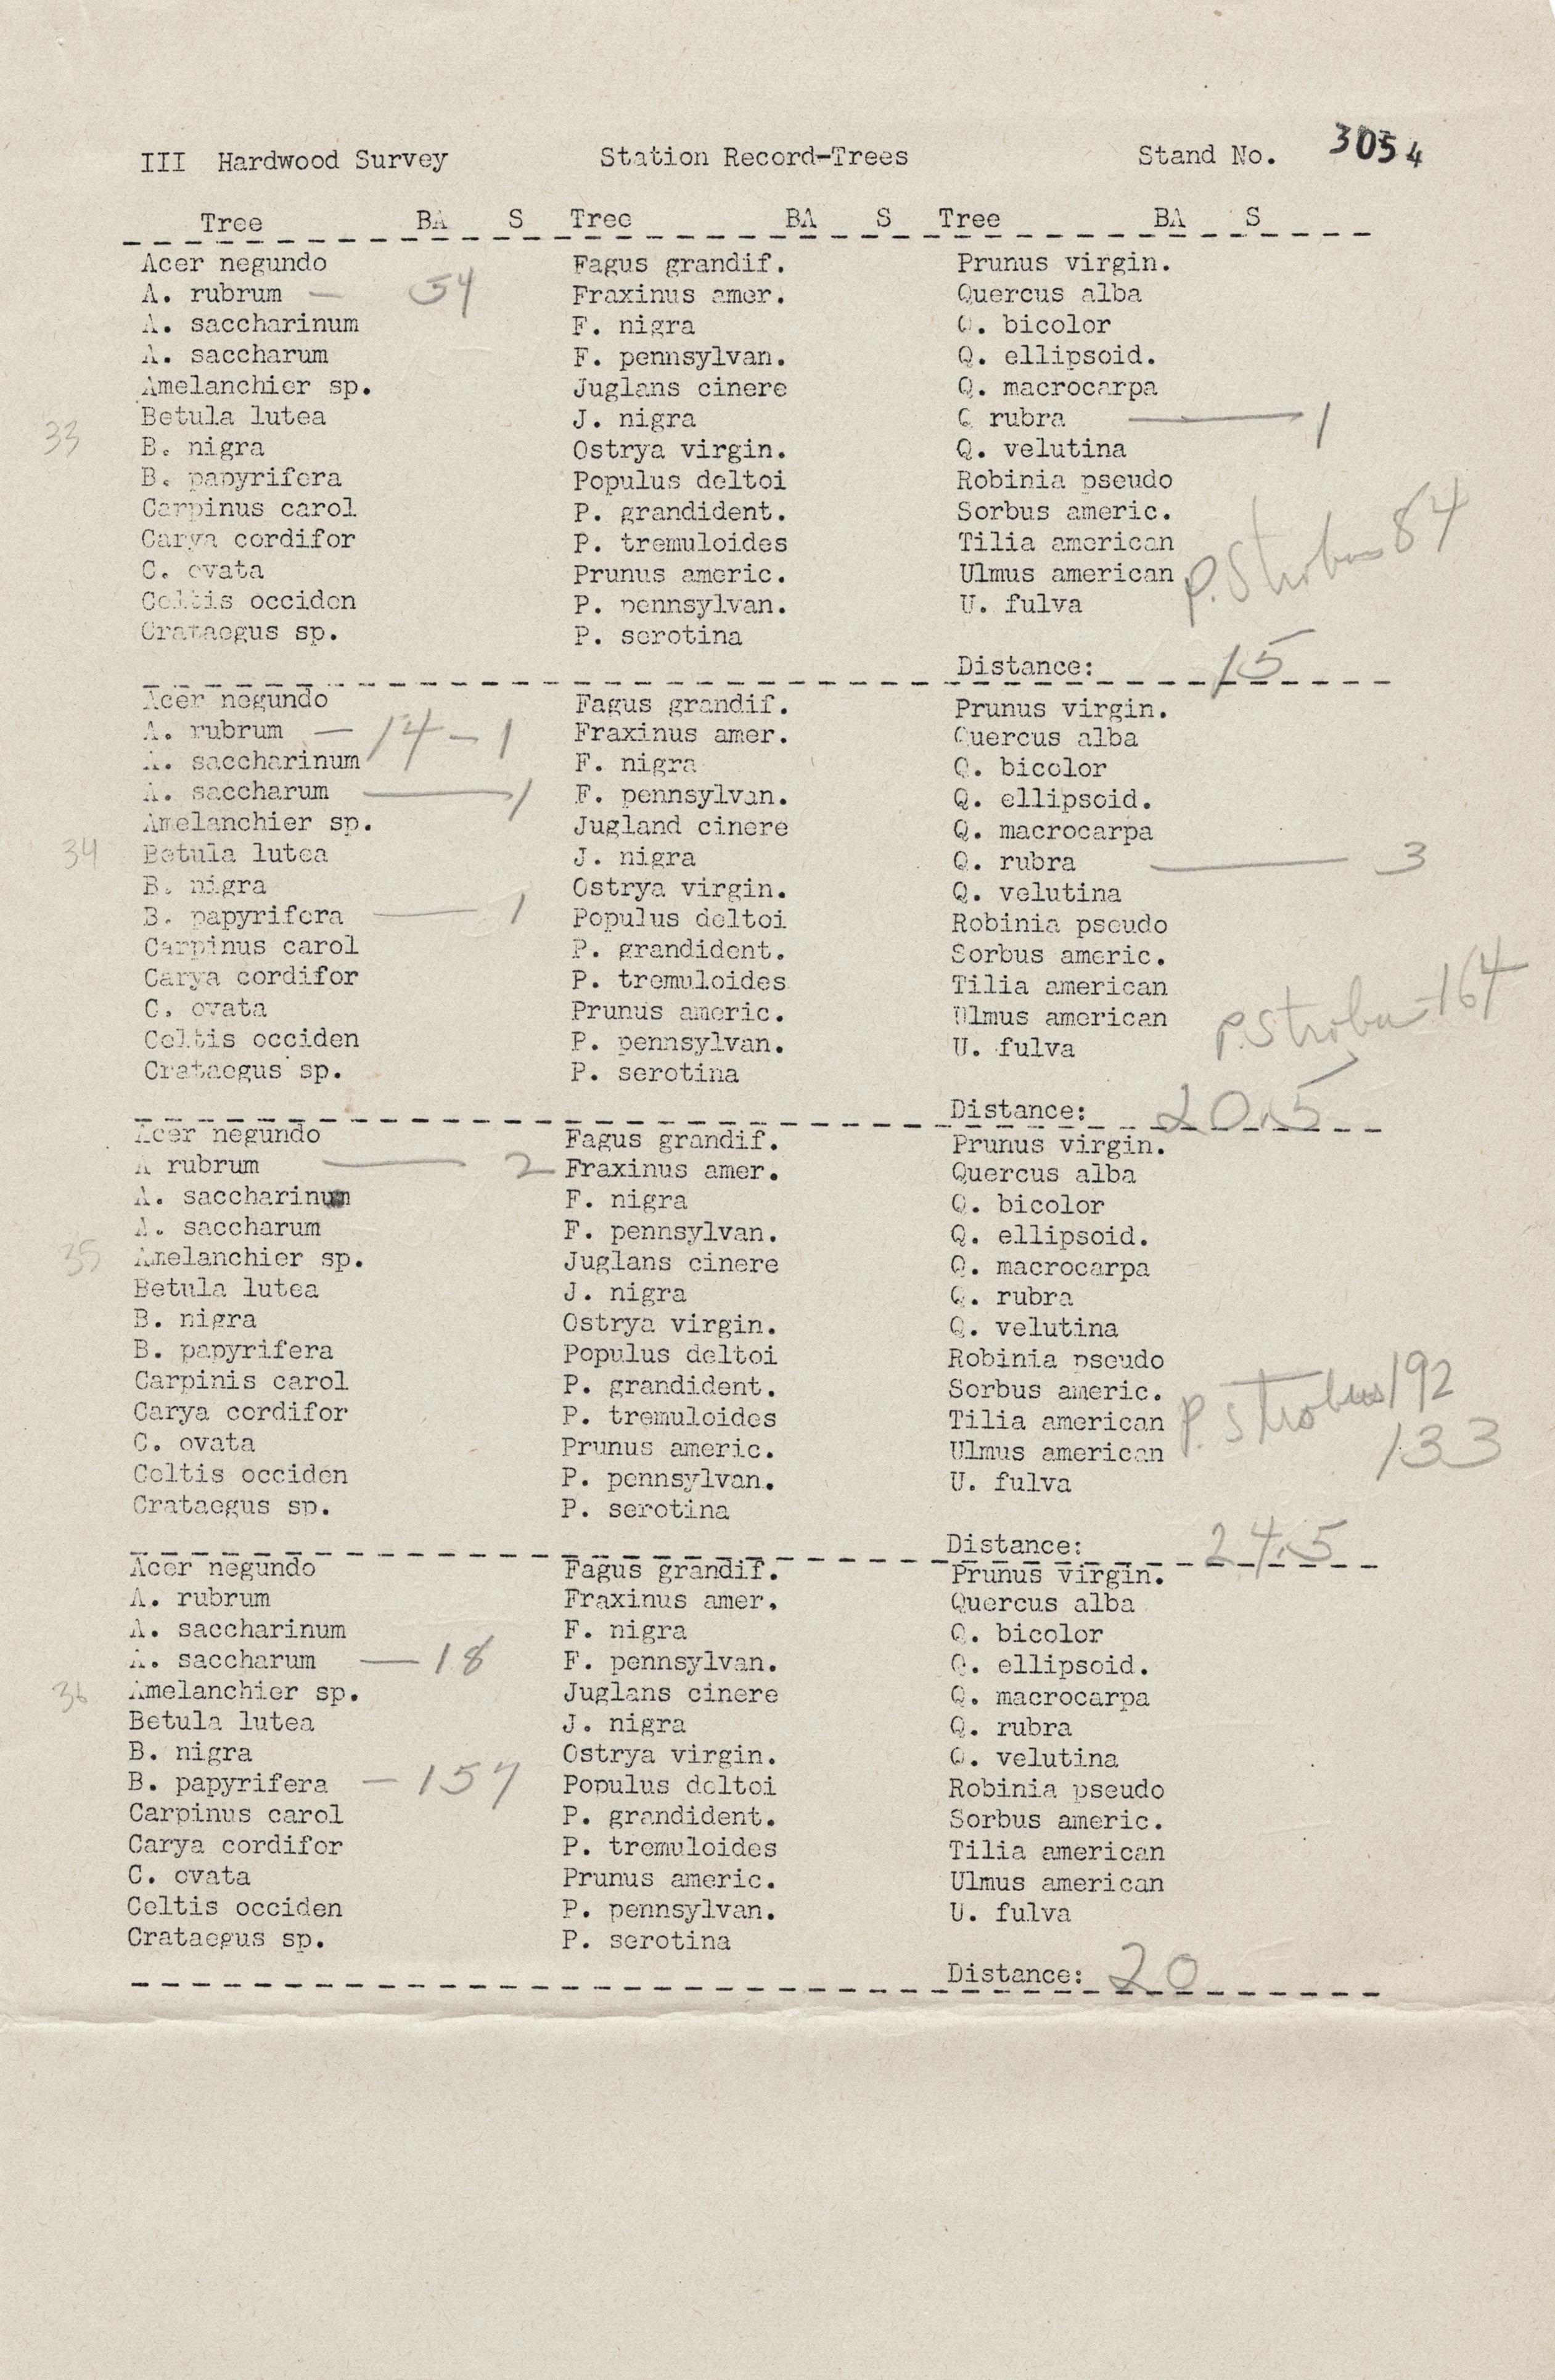 III Hardwood Survey Station Record-Trees Stand No. 3054
Tree BA S Tree BA S Tree BA S
Acer negundo Fagus grandif. Prunus virgin.
A. rubrum — 54 Fraxinus amer. Quercus alba
A. saccharinum F. nigra Q. bicolor
A. saccharum F. pennsylvan. Q. ellipsoid.
Amelanchier sp. Juglans cinere Q. macrocarpa
Betula lutea J. nigra Q rubra — 1
33 B. nigra Ostrya virgin. Q. velutina
B. papyrifera Populus deltoi Robinia pseudo
Carpinus carol P. grandident. Sorbus americ.
Carya cordifor P. tremuloides Tilia american
C. ovata Prunus americ. Ulmus american P. Strobus 84
Celtis occiden P. pennsylvan. U. fulva
Crataegus sp. P. serotina
Distance: 15
Acer negundo Fagus grandif. Prunus virgin.
A. rubrum — 14 - 1 Fraxinus amer. Quercus alba
A. saccharinum F. nigra Q. bicolor
A. saccharum — 1 F. pennsylvan. Q. ellipsoid.
Amelanchier sp. Jugland cinere Q. macrocarpa
34 Betula lutea J. nigra Q. rubra — 3
B. nigra Ostrya virgin. Q. velutina
B. papyrifera — 1 Populus deltoi Robinia pseudo
Carpinus carol P. grandident. Sorbus americ.
Carya cordifor P. tremuloides Tilia american
C. ovata Prunus americ. Ulmus american P. Strobus 164
Celtis occiden P. pennsylvan. U. fulva
Crataegus sp. P. serotina
Distance: 20.5
Acer negundo Fagus grandif. Prunus virgin.
A rubrum — 2 Fraxinus amer. Quercus alba
A. saccharinum F. nigra Q. bicolor
A. saccharum F. pennsylvan. Q. ellipsoid.
35 Amelanchier sp. Juglans cinere Q. macrocarpa
Betula lutea J. nigra Q. rubra
B. nigra Ostrya virgin. Q. velutina
B. papyrifera Populus deltoi Robinia pseudo
Carpinis carol P. grandident. Sorbus americ.
Carya cordifor P. tremuloides Tilia american P. Strobus 192
C. ovata Prunus americ. Ulmus american 133
Celtis occiden P. pennsylvan. U. fulva
Crataegus sp. P. serotina
Distance: 24.5
Acer negundo Fagus grandif. Prunus virgin.
A. rubrum Fraxinus amer. Quercus alba
A. saccharinum F. nigra Q. bicolor
A. saccharum — 18 F. pennsylvan. Q. ellipsoid.
36 Amelanchier sp. Juglans cinere Q. macrocarpa
Betula lutea J. nigra Q. rubra
B. nigra Ostrya virgin. Q. velutina
B. papyrifera — 157 Populus deltoi Robinia pseudo
Carpinus carol P. grandident. Sorbus americ.
Carya cordifor P. tremuloides Tilia american
C. ovata Prunus americ. Ulmus american
Celtis occiden P. pennsylvan. U. fulva
Crataegus sp. P. serotina
Distance: 20